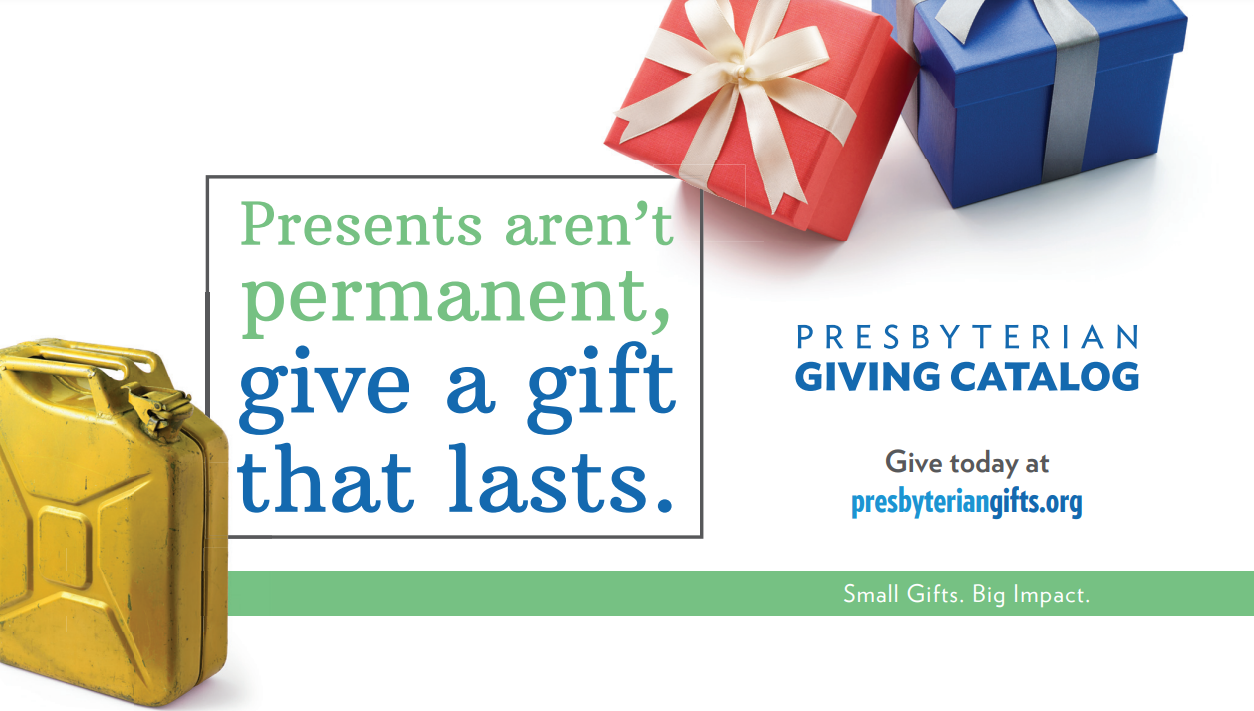 Presents aren’t
permanent,
give a gift
that lasts.
PRESBYTERIAN
GIVING CATALOG
Give today at
presbyteriangifts.org
Small Gifts. Big Impact.